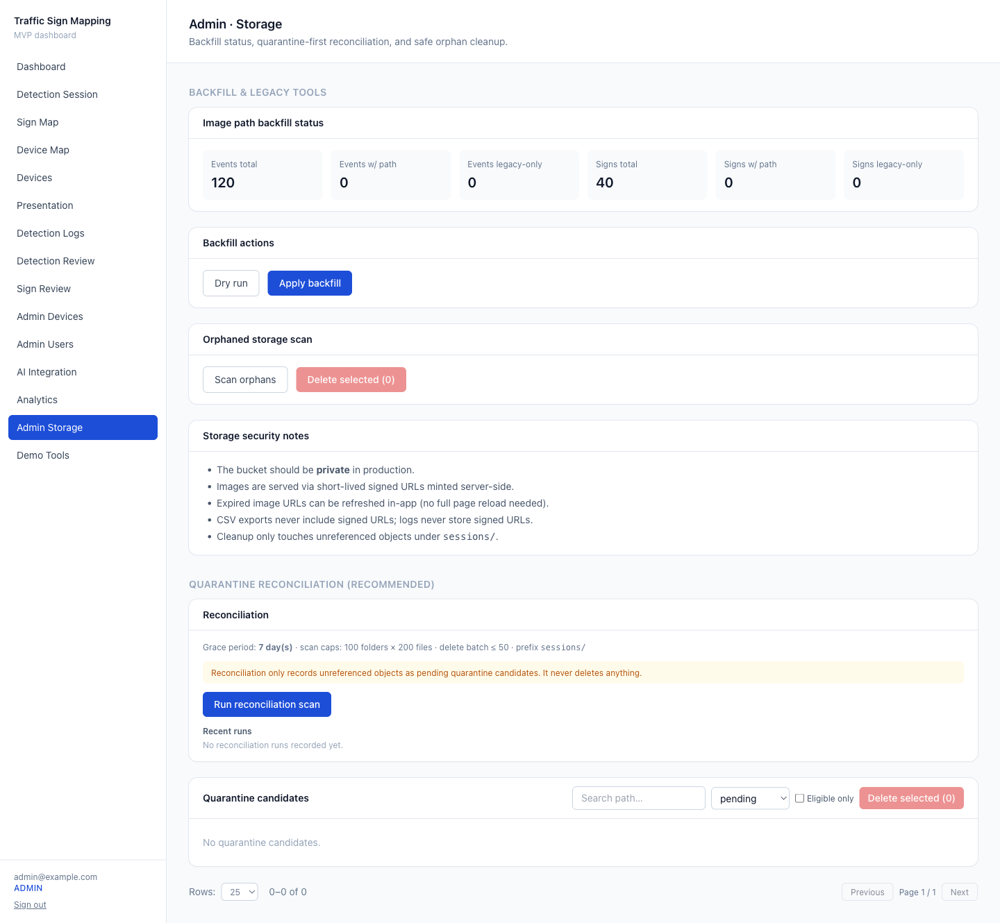 Traffic Sign Mapping
MVP dashboard
Dashboard
Detection Session
Sign Map
Device Map
Devices
Presentation
Detection Logs
Detection Review
Sign Review
Admin Devices
Admin Users
AI Integration
Analytics
Admin Storage
Demo Tools
admin@example.com
ADMIN
Sign out
Admin · Storage
Backfill status, quarantine-first reconciliation, and safe orphan cleanup.
BACKFILL & LEGACY TOOLS
Image path backfill status
Events total
120
Events w/ path
0
Events legacy-only
0
Signs total
40
Signs w/ path
0
Signs legacy-only
0
Backfill actions
Dry run
Apply backfill
Orphaned storage scan
Scan orphans
Delete selected (0)
Storage security notes
• The bucket should be private in production.
• Images are served via short-lived signed URLs minted server-side.
• Expired image URLs can be refreshed in-app (no full page reload needed).
• CSV exports never include signed URLs; logs never store signed URLs.
• Cleanup only touches unreferenced objects under sessions/.
QUARANTINE RECONCILIATION (RECOMMENDED)
Reconciliation
Grace period: 7 day(s) · scan caps: 100 folders × 200 files · delete batch ≤ 50 · prefix sessions/
Reconciliation only records unreferenced objects as pending quarantine candidates. It never deletes anything.
Run reconciliation scan
Recent runs
No reconciliation runs recorded yet.
Quarantine candidates
Search path...
pending
Eligible only
Delete selected (0)
No quarantine candidates.
Rows: 25 0–0 of 0
Previous Page 1 / 1 Next